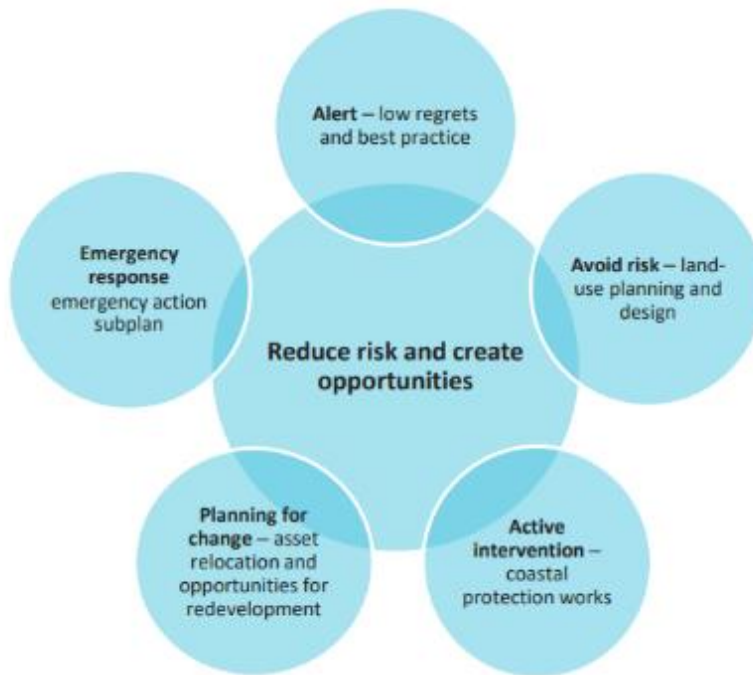 Alert – low regrets
and best practice
Emergency
response
emergency action
subplan
Avoid risk – land-
use planning and
design
Reduce risk and create
opportunities
Planning for
change – asset
relocation and
opportunities for
redevelopment
Active
intervention –
coastal
protection works